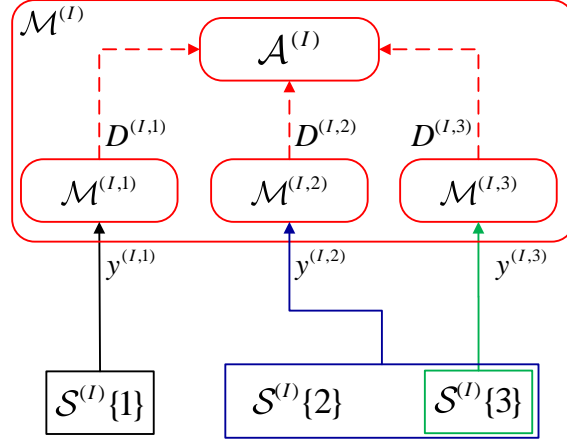 𝓜^(I)
𝓐^(I)
D^(I,1) D^(I,2) D^(I,3)
𝓜^(I,1) 𝓜^(I,2) 𝓜^(I,3)
y^(I,1) y^(I,2) y^(I,3)
𝓢^(I){1} 𝓢^(I){2} 𝓢^(I){3}